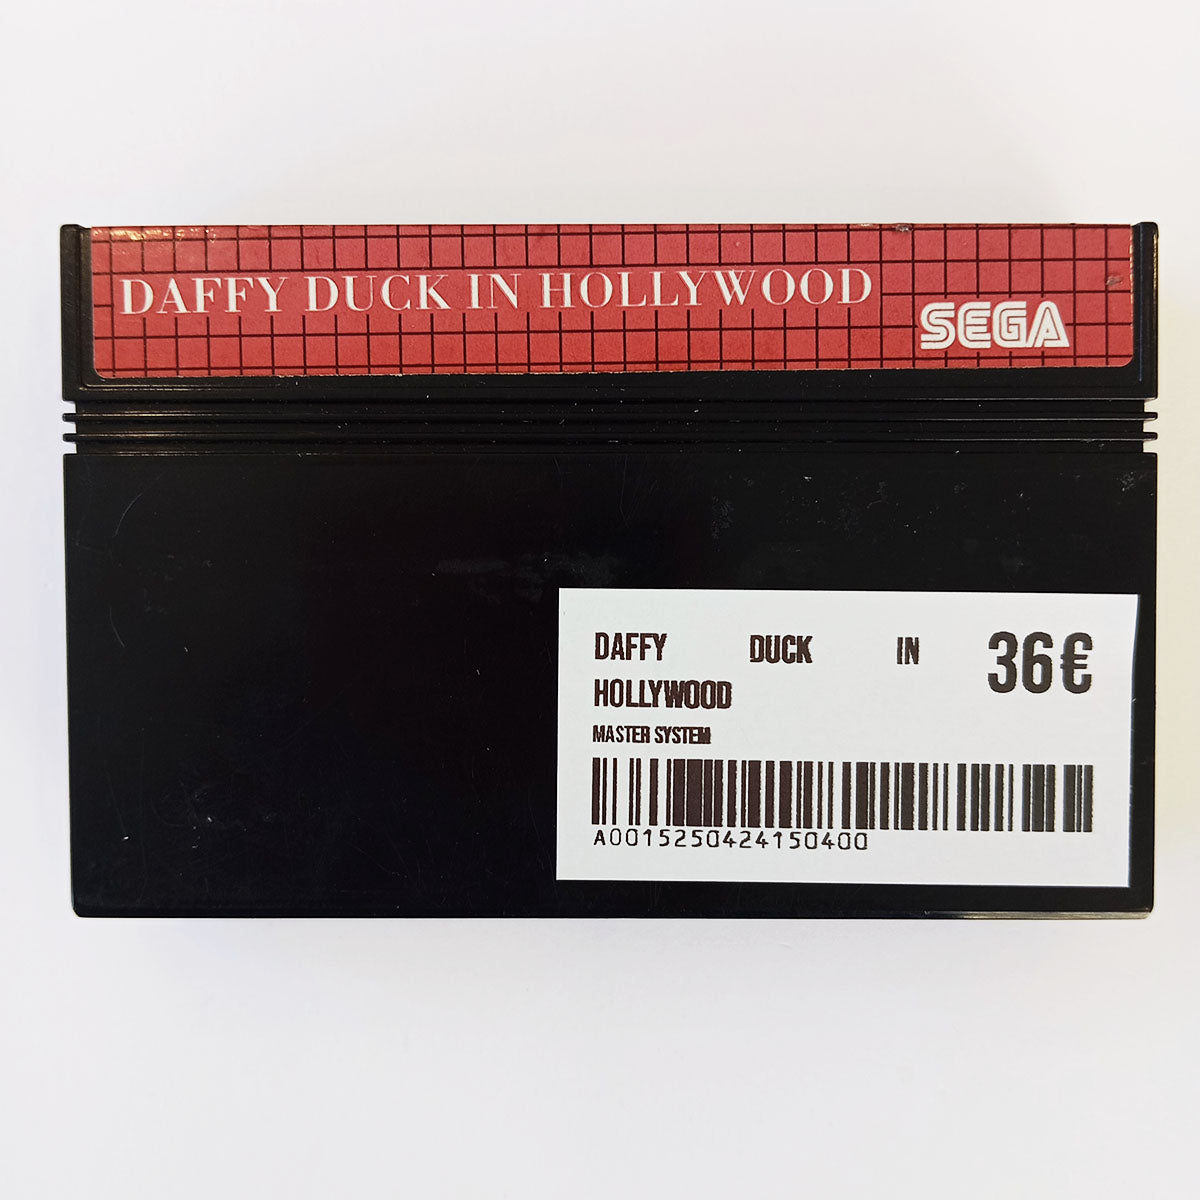 DAFFY DUCK IN HOLLYWOOD
SEGA
DAFFY DUCK IN
HOLLYWOOD
36€
MASTER SYSTEM
A0015250424150400